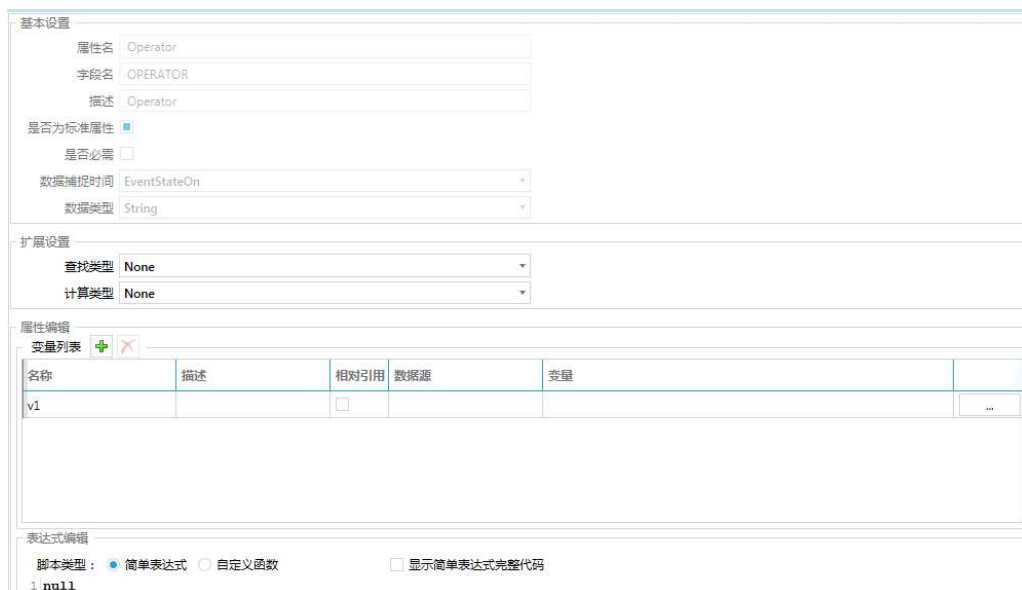 基本设置
属性名 Operator
字段名 OPERATOR
描述 Operator
是否为标准属性
是否必需
数据捕捉时间 EventStateOn
数据类型 String
扩展设置
查找类型 None
计算类型 None
属性编辑
变量列表
名称 描述 相对引用 数据源 变量
v1 ...
表达式编辑
脚本类型： 简单表达式 自定义函数 显示简单表达式完整代码
1 null